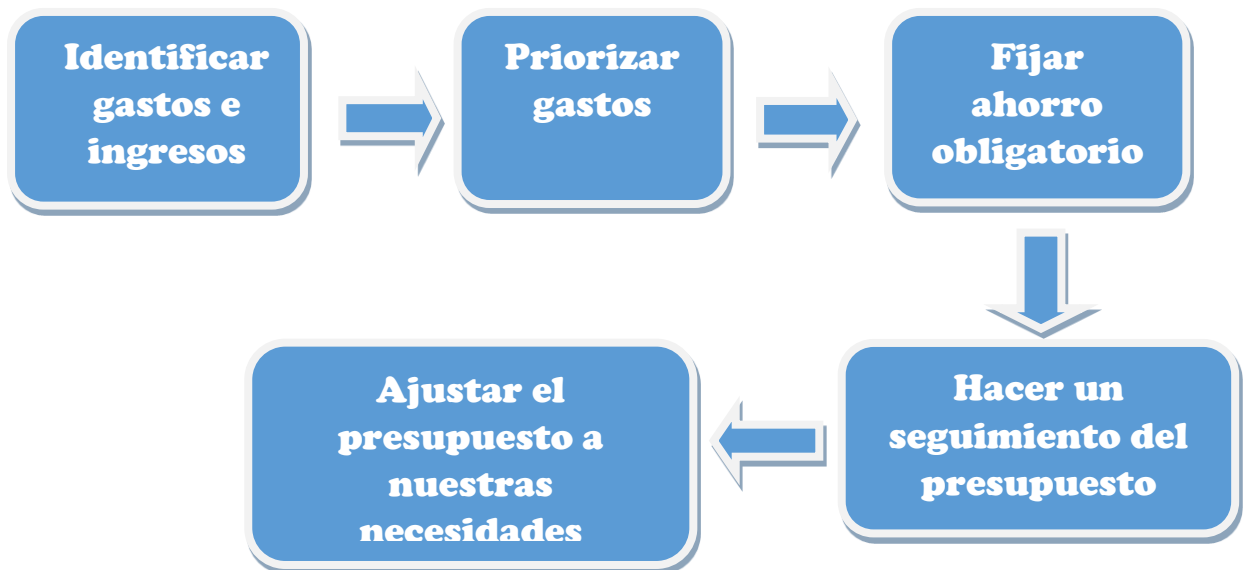 Identificar
gastos e
ingresos
Priorizar
gastos
Fijar
ahorro
obligatorio
Hacer un
seguimiento del
presupuesto
Ajustar el
presupuesto a
nuestras
necesidades